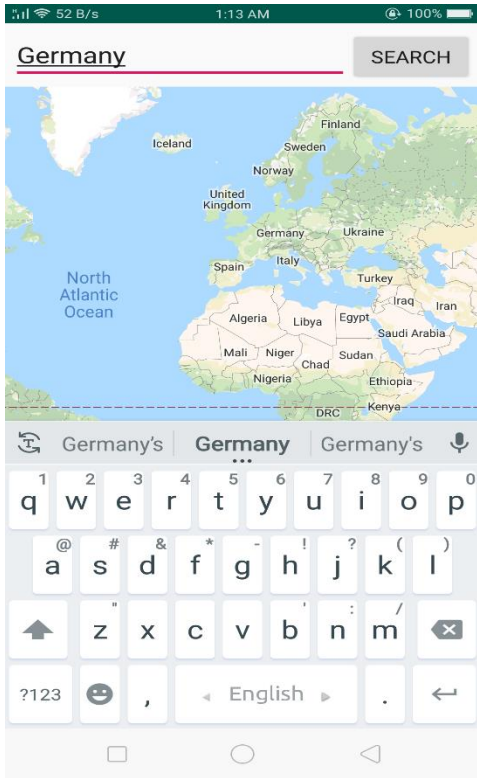 52 B/s 1:13 AM 100%
Germany SEARCH
Finland
Iceland
Sweden
Norway
United
Kingdom
Germany
Ukraine
Italy
Spain
Turkey
North
Atlantic
Ocean
Iraq
Iran
Algeria
Libya
Egypt
Saudi Arabia
Mali
Niger
Chad
Sudan
Nigeria
Ethiopia
DRC
Kenya
Germany's Germany Germany's
1 2 3 4 5 6 7 8 9 0
q w e r t y u i o p
@ # & * - ! ? ( )
a s d f g h j k l
" ' : /
z x c v b n m
?123 , English .